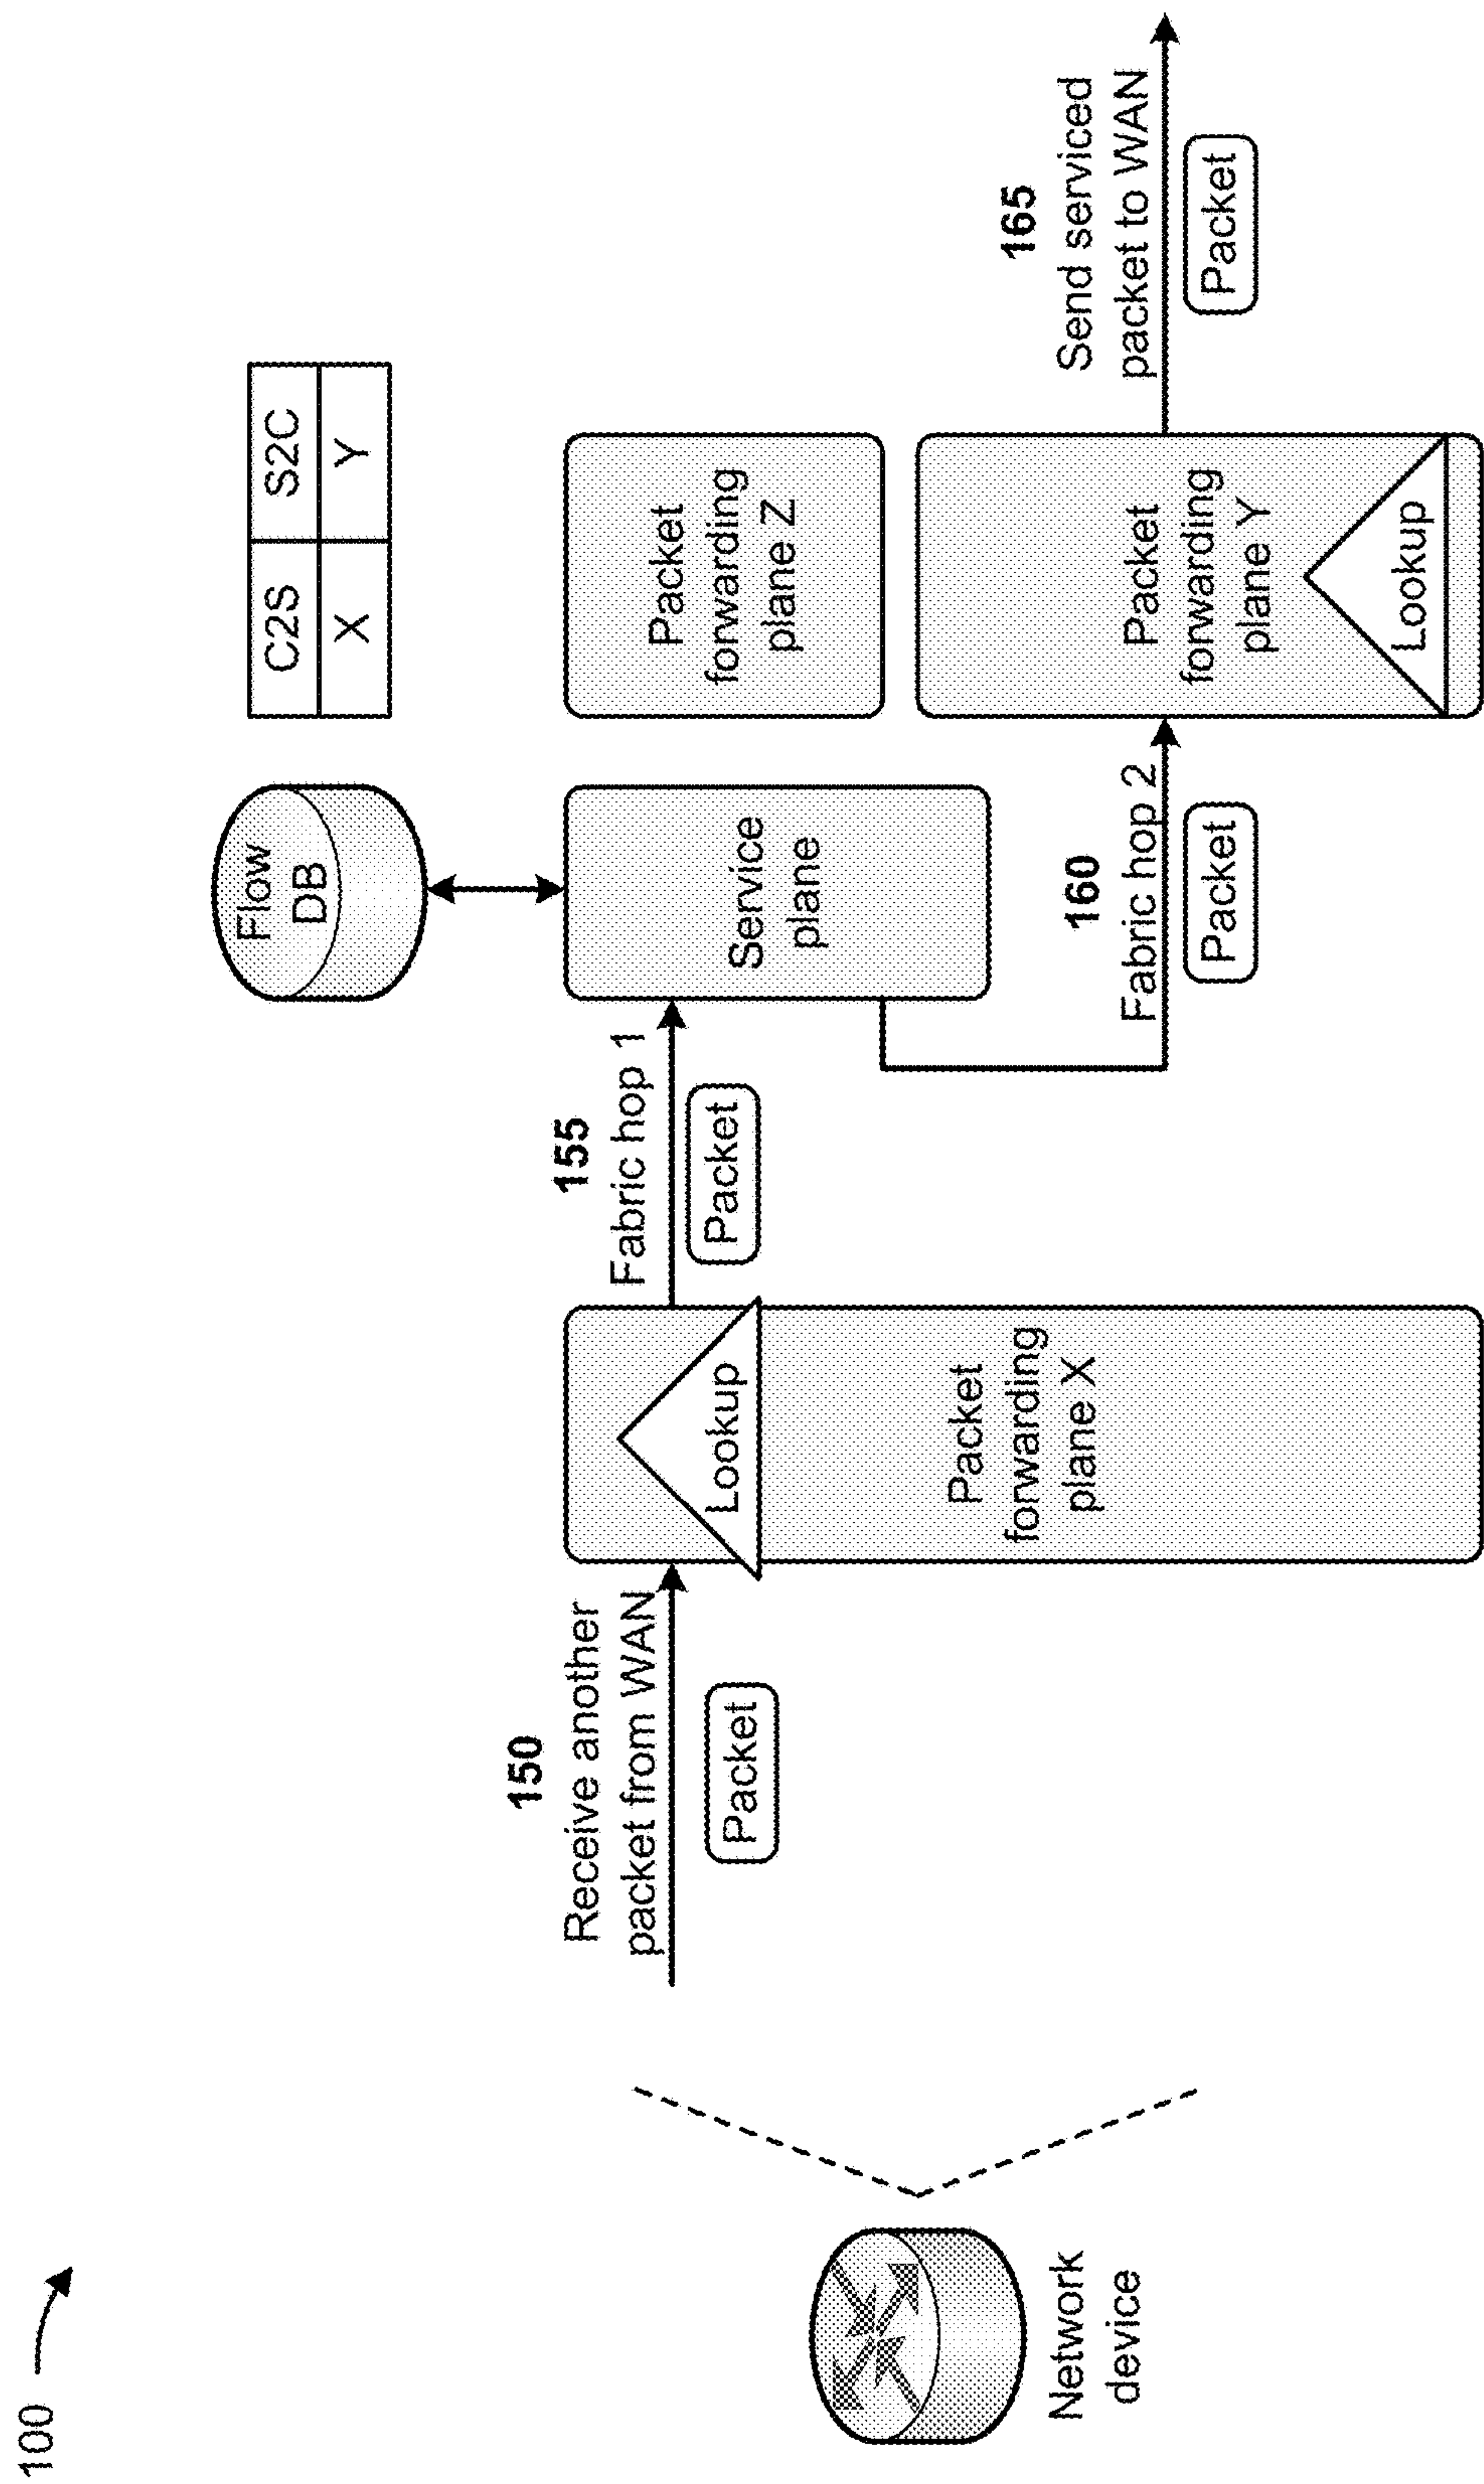 100
Network
device
150
Receive another
packet from WAN
Packet
Lookup
Packet
forwarding
plane X
155
Fabric hop 1
Packet
Flow
DB
Service
plane
160
Fabric hop 2
Packet
C2S S2C
X Y
Packet
forwarding
plane Z
Packet
forwarding
plane Y
Lookup
165
Send serviced
packet to WAN
Packet